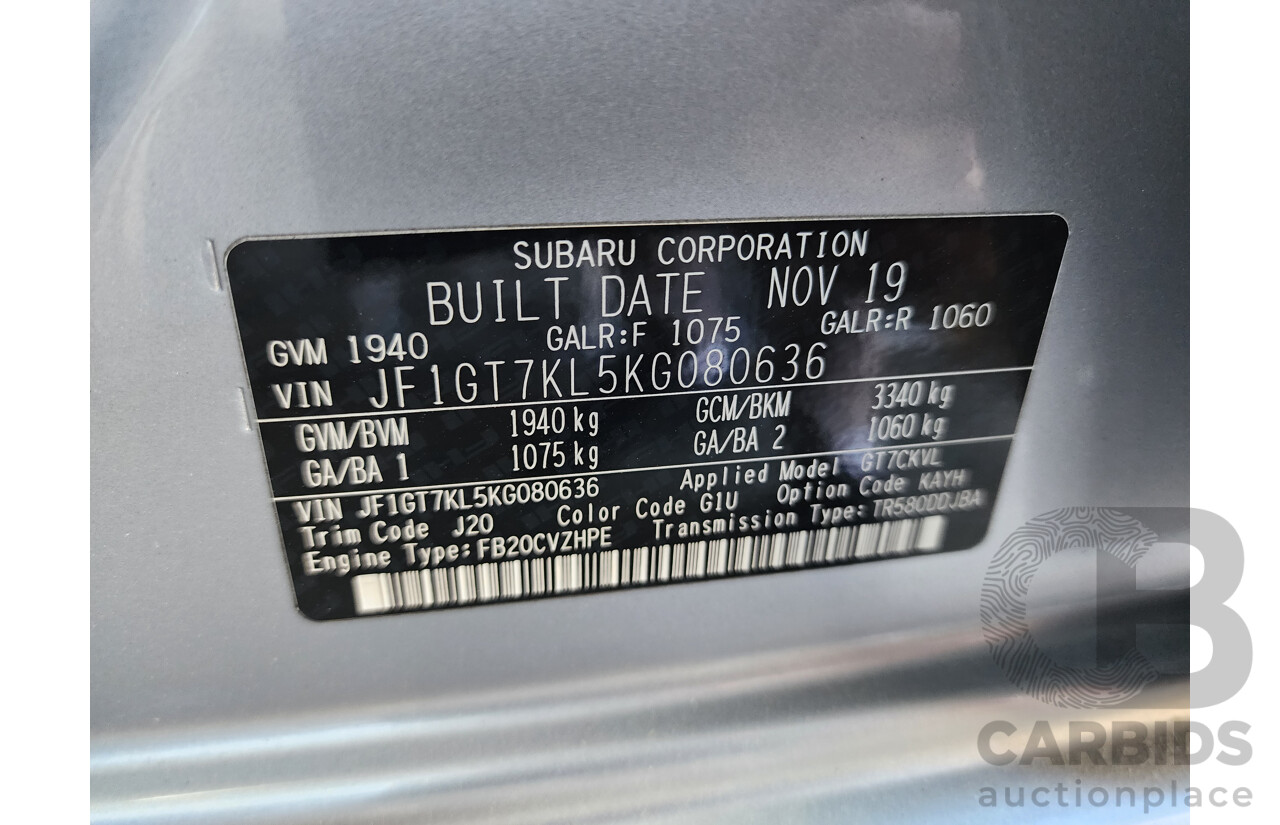 SUBARU CORPORATION
BUILT DATE NOV 19
GVM 1940 GALR:F 1075 GALR:R 1060
VIN JF1GT7KL5KG080636
GVM/BVM 1940 kg GCM/BKM 3340 kg
GA/BA 1 1075 kg GA/BA 2 1060 kg
VIN JF1GT7KL5KG080636 Applied Model GT7CKVL
Trim Code J20 Color Code G1U Option Code KAYH
Engine Type: FB20CVZHPE Transmission Type: TR580DDJBA
CB
CARBIDS
auctionplace